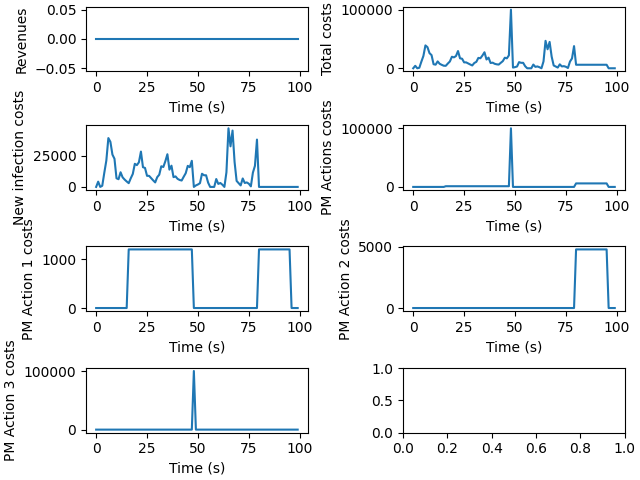 Revenues
0.05
0.00
−0.05
0 25 50 75 100
Time (s)
Total costs
100000
0
0 25 50 75 100
Time (s)
New infection costs
25000
0
0 25 50 75 100
Time (s)
PM Actions costs
100000
0
0 25 50 75 100
Time (s)
PM Action 1 costs
1000
0
0 25 50 75 100
Time (s)
PM Action 2 costs
5000
0
0 25 50 75 100
Time (s)
PM Action 3 costs
100000
0
0 25 50 75 100
Time (s)
1.0
0.5
0.0
0.0 0.2 0.4 0.6 0.8 1.0